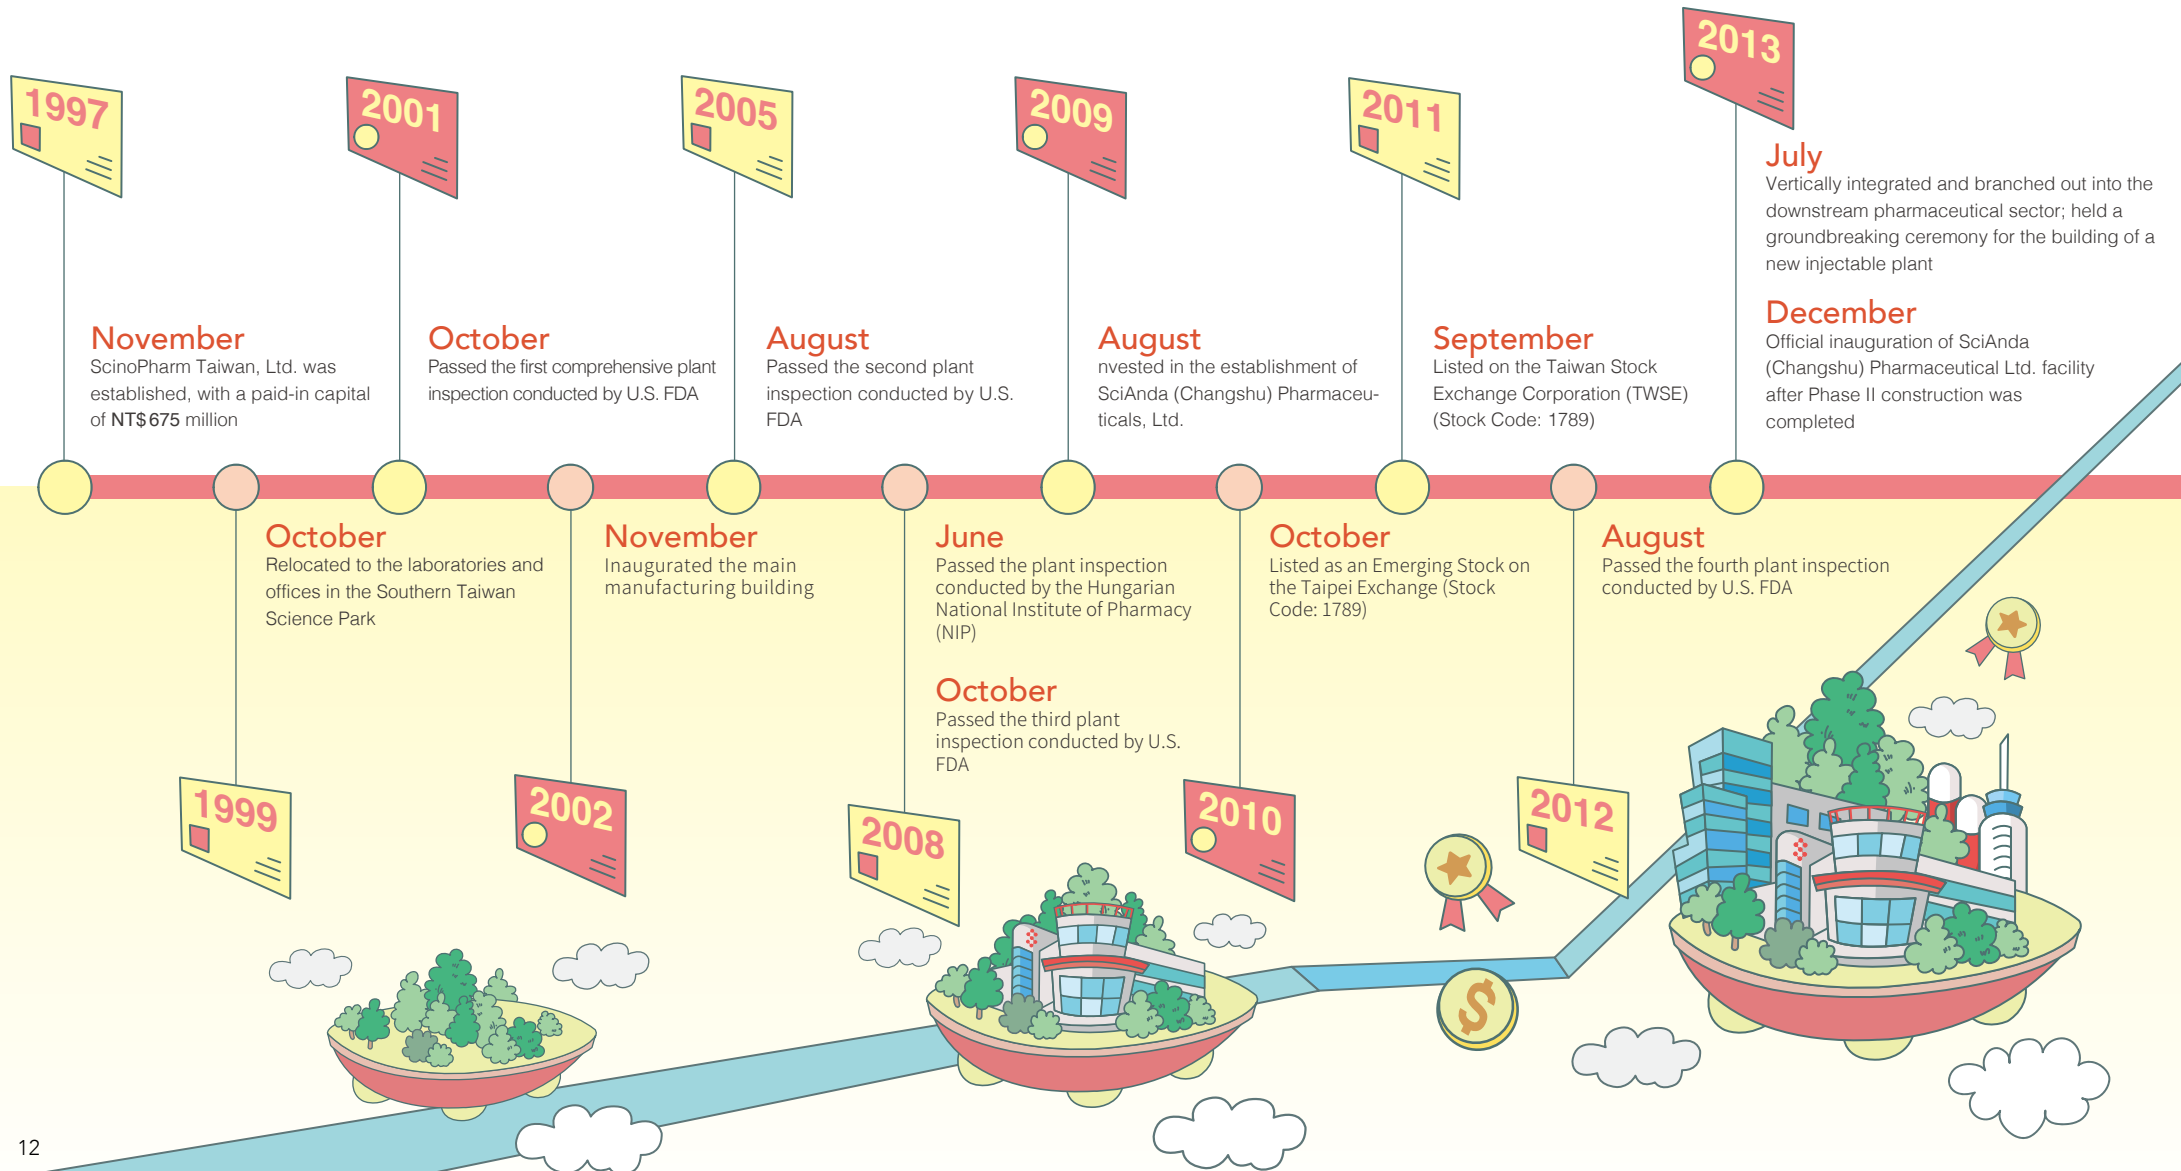 1997
November
ScinoPharm Taiwan, Ltd. was
established, with a paid-in capital
of NT$675 million
1999
October
Relocated to the laboratories and
offices in the Southern Taiwan
Science Park
2001
October
Passed the first comprehensive plant
inspection conducted by U.S. FDA
2002
November
Inaugurated the main
manufacturing building
2005
August
Passed the second plant
inspection conducted by U.S.
FDA
2008
June
Passed the plant inspection
conducted by the Hungarian
National Institute of Pharmacy
(NIP)
October
Passed the third plant
inspection conducted by U.S.
FDA
2009
August
nvested in the establishment of
SciAnda (Changshu) Pharmaceu-
ticals, Ltd.
2010
October
Listed as an Emerging Stock on
the Taipei Exchange (Stock
Code: 1789)
2011
September
Listed on the Taiwan Stock
Exchange Corporation (TWSE)
(Stock Code: 1789)
2012
August
Passed the fourth plant inspection
conducted by U.S. FDA
2013
July
Vertically integrated and branched out into the
downstream pharmaceutical sector; held a
groundbreaking ceremony for the building of a
new injectable plant
December
Official inauguration of SciAnda
(Changshu) Pharmaceutical Ltd. facility
after Phase II construction was
completed
$
12